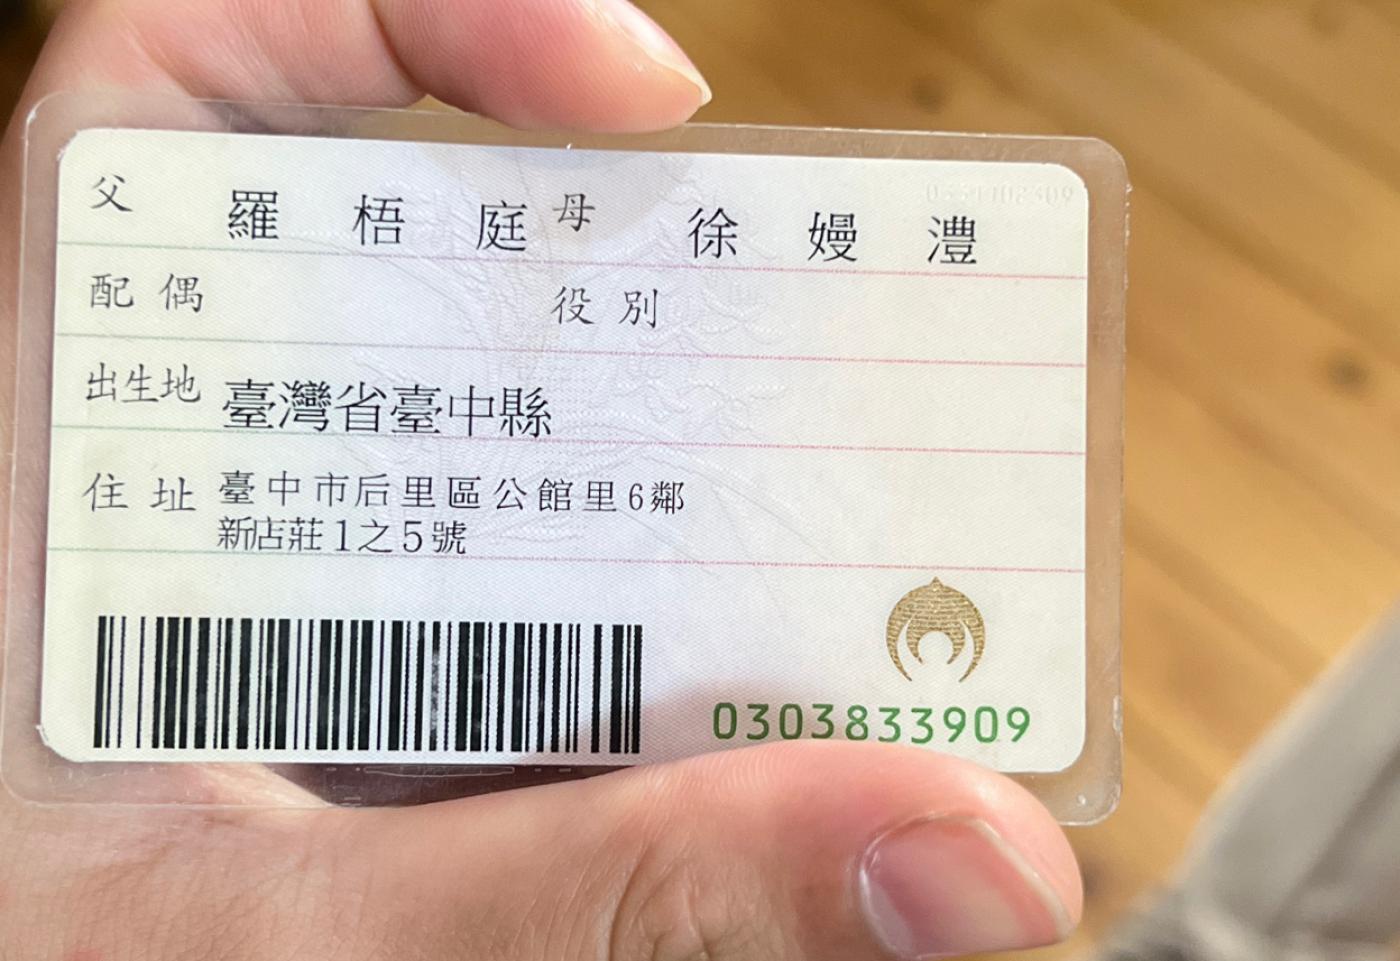 父 羅梧庭 母 徐嫚澧
配偶 役別
出生地 臺灣省臺中縣
住址 臺中市后里區公館里6鄰
新店莊1之5號
0303833909